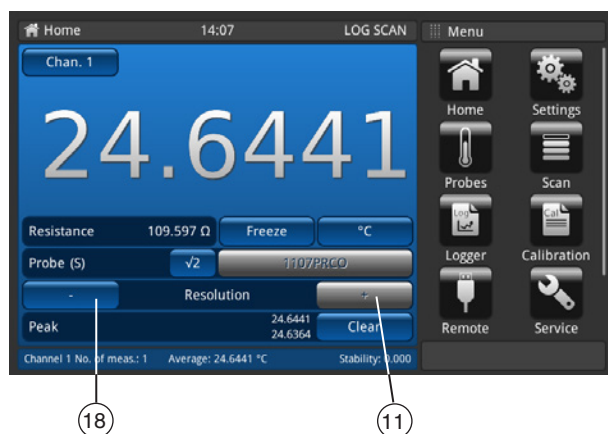 Home 14:07 LOG SCAN
Chan. 1
24.6441
Resistance 109.597 Ω Freeze °C
Probe (S) √2 1107PRCO
- Resolution +
Peak 24.6441 24.6364 Clear
Channel 1 No. of meas.: 1 Average: 24.6441 °C Stability: 0.000
Menu
Home Settings
Probes Scan
Log Cal
Logger Calibration
Remote Service
18 11